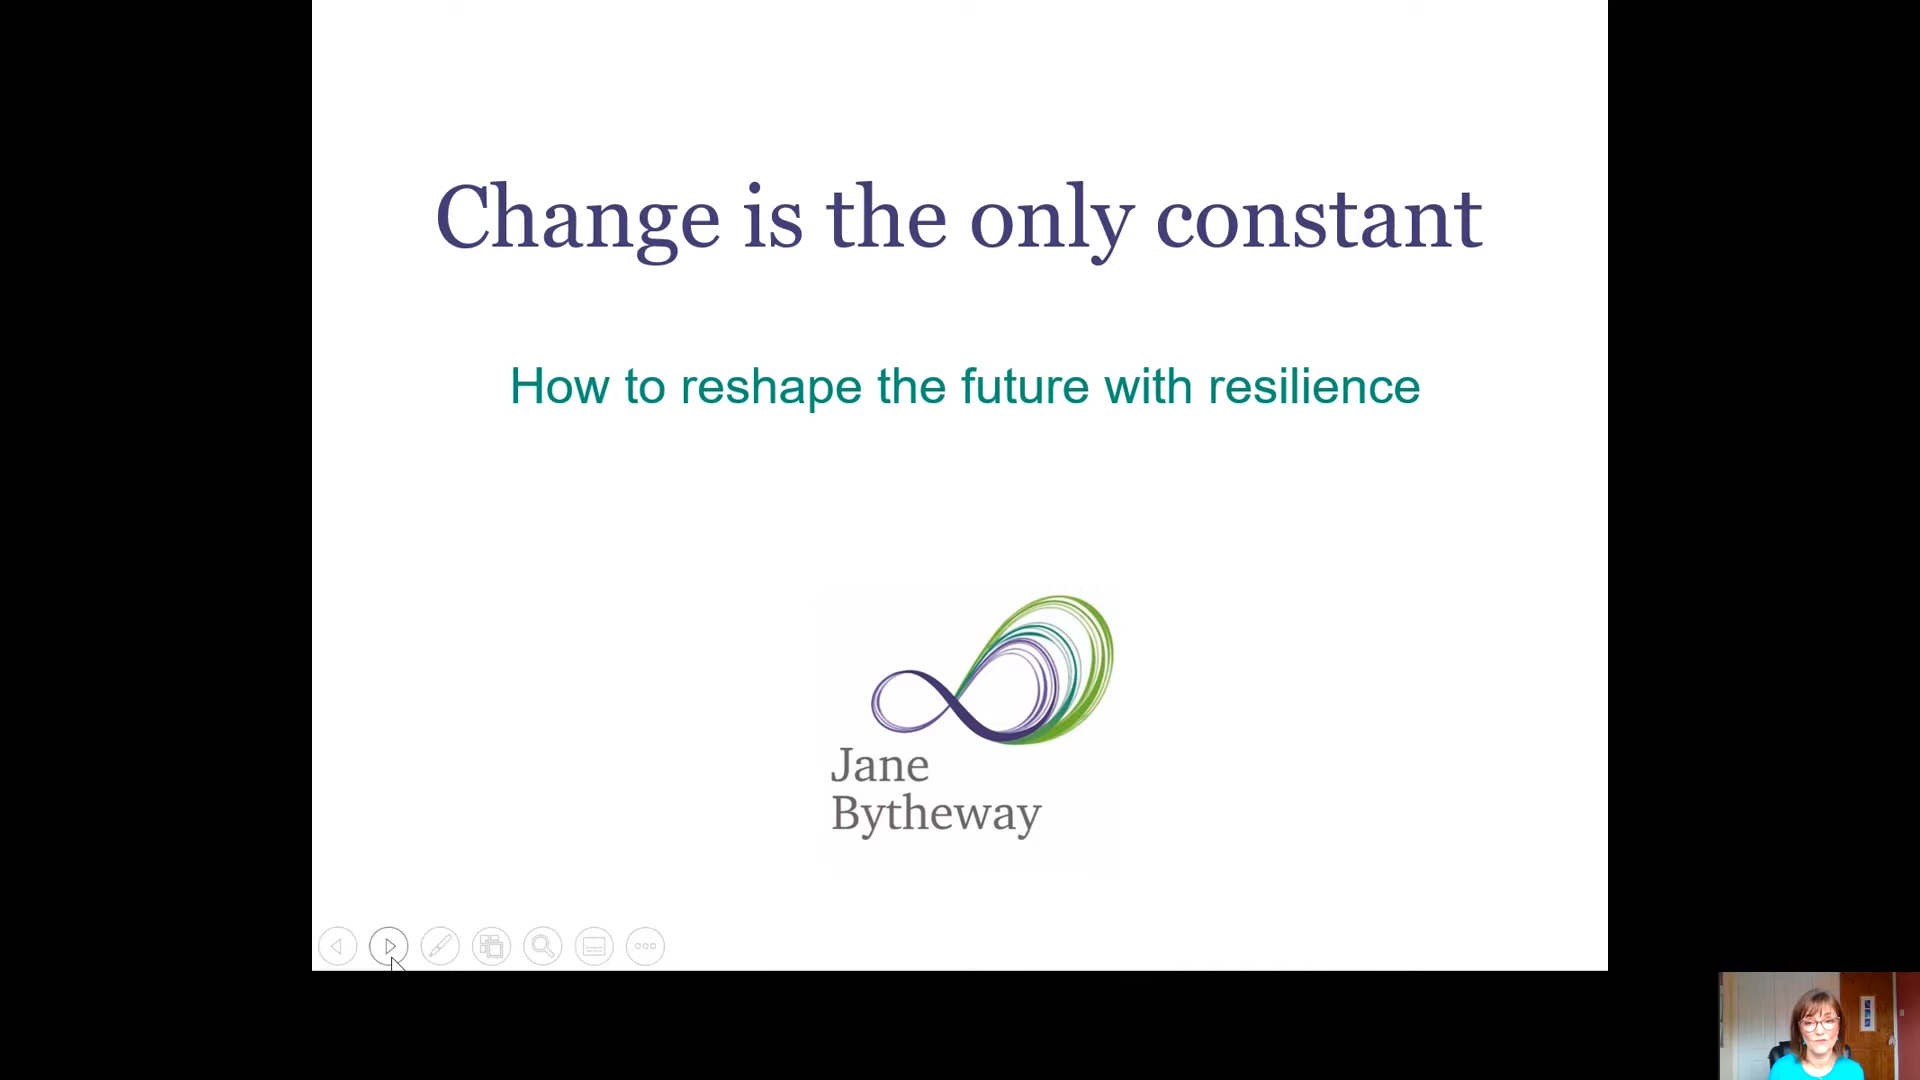 Change is the only constant
How to reshape the future with resilience
Jane
Bytheway